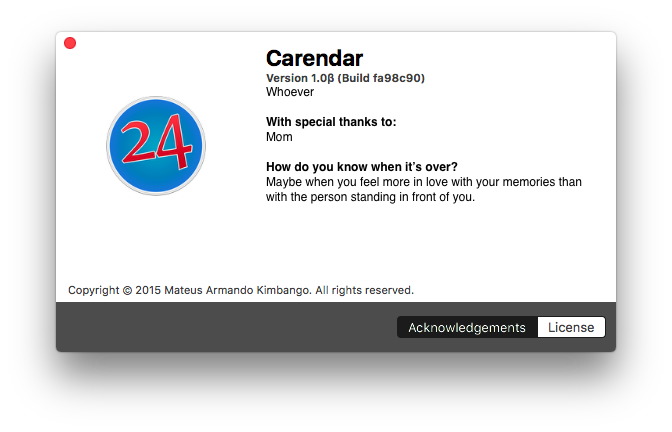 Carendar
Version 1.0β (Build fa98c90)
Whoever
With special thanks to:
Mom
How do you know when it's over?
Maybe when you feel more in love with your memories than
with the person standing in front of you.
24
Copyright © 2015 Mateus Armando Kimbango. All rights reserved.
Acknowledgements
License